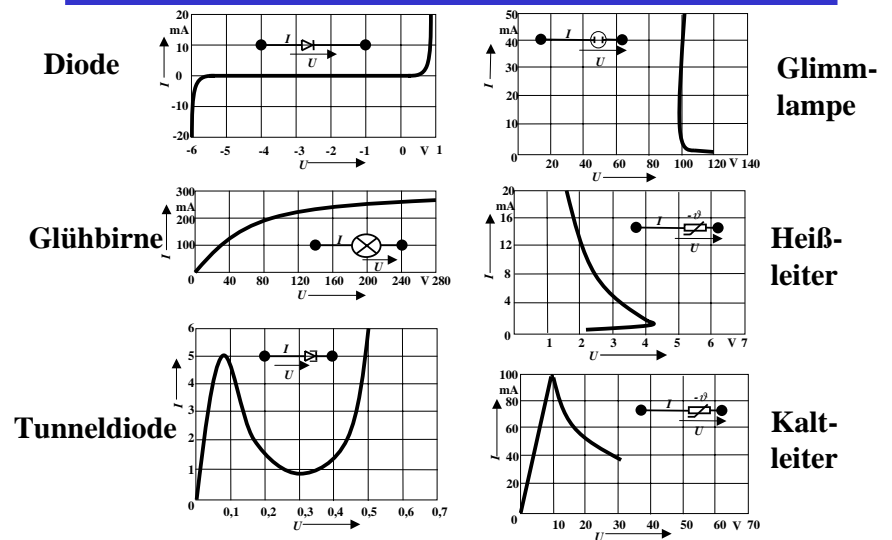 Diode
20
mA
10
0
-10
-20
I
I
U
-6 -5 -4 -3 -2 -1 0 V 1
U
Glimm-
lampe
50
mA
40
30
20
10
0
I
I
U
20 40 60 80 100 V 140
U
Glühbirne
300
mA
200
100
0
I
I
U
40 80 120 160 200 240 V 280
U
Heiß-
leiter
20
mA
16
12
8
4
0
I
-ϑ
I
U
1 2 3 4 5 6 V 7
U
Tunneldiode
6
5
4
3
2
1
0
I
I
U
0,1 0,2 0,3 0,4 0,5 0,6 0,7
U
Kalt-
leiter
100
mA
80
60
40
20
0
I
-ϑ
I
U
10 20 30 40 50 60 V 70
U